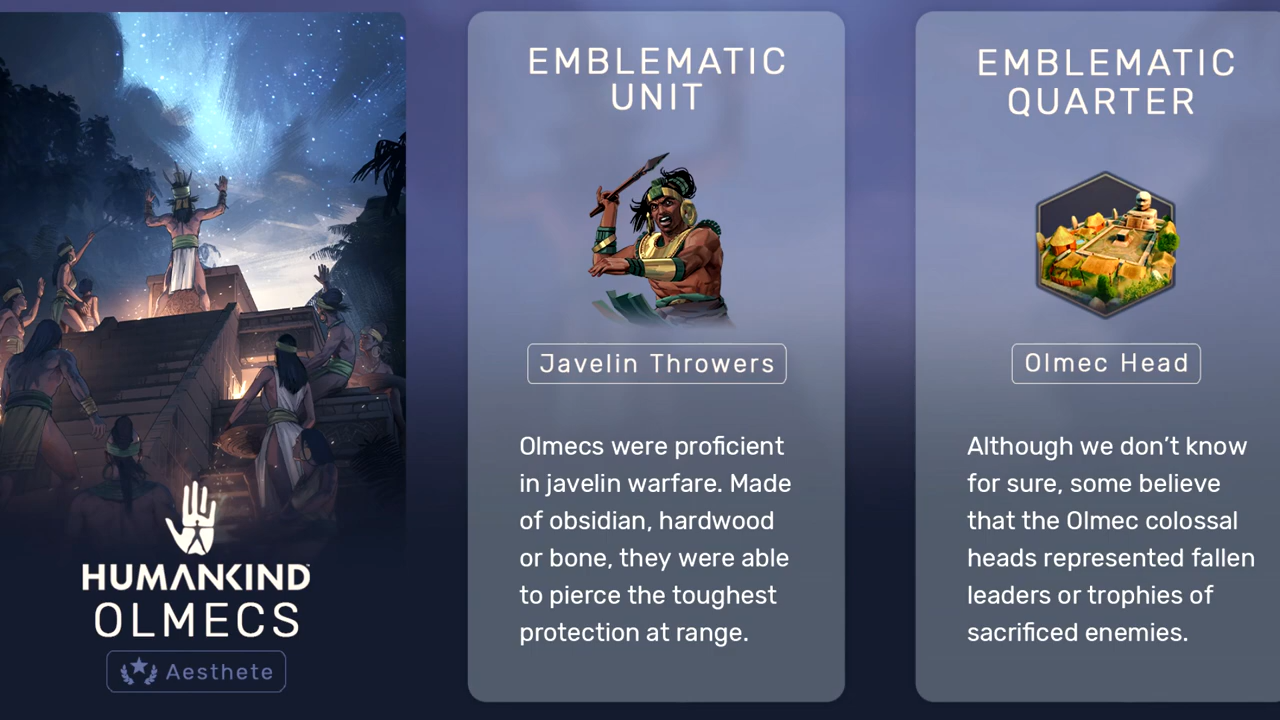 HUMANKIND™
OLMECS
Aesthete
EMBLEMATIC
UNIT
Javelin Throwers
Olmecs were proficient
in javelin warfare. Made
of obsidian, hardwood
or bone, they were able
to pierce the toughest
protection at range.
EMBLEMATIC
QUARTER
Olmec Head
Although we don’t know
for sure, some believe
that the Olmec colossal
heads represented fallen
leaders or trophies of
sacrificed enemies.